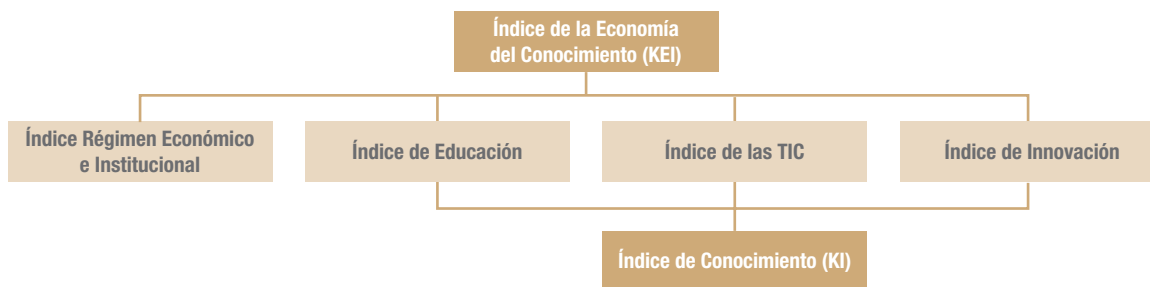 Índice de la Economía
del Conocimiento (KEI)
Índice Régimen Económico
e Institucional
Índice de Educación
Índice de las TIC
Índice de Innovación
Índice de Conocimiento (KI)